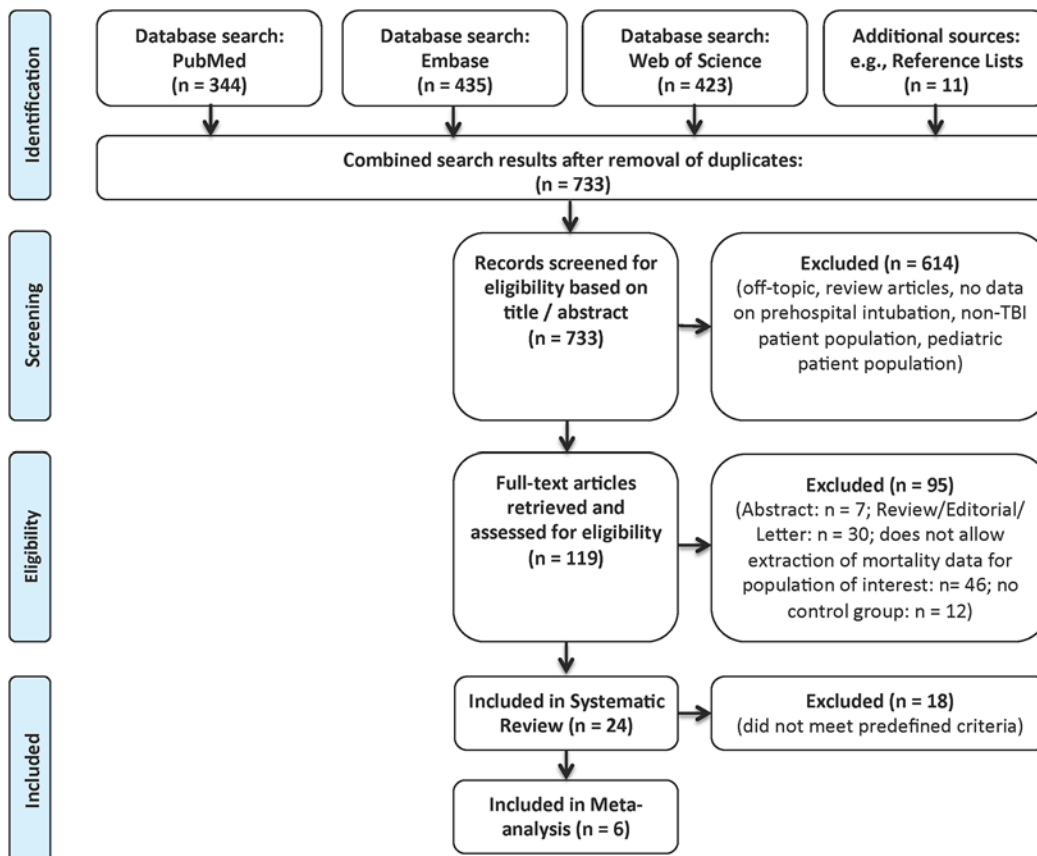 Identification
Database search:
PubMed
(n = 344)
Database search:
Embase
(n = 435)
Database search:
Web of Science
(n = 423)
Additional sources:
e.g., Reference Lists
(n = 11)
Combined search results after removal of duplicates:
(n = 733)
Screening
Records screened for
eligibility based on
title / abstract
(n = 733)
Excluded (n = 614)
(off-topic, review articles, no data
on prehospital intubation, non-TBI
patient population, pediatric
patient population)
Eligibility
Full-text articles
retrieved and
assessed for eligibility
(n = 119)
Excluded (n = 95)
(Abstract: n = 7; Review/Editorial/
Letter: n = 30; does not allow
extraction of mortality data for
population of interest: n= 46; no
control group: n = 12)
Included
Included in Systematic
Review (n = 24)
Excluded (n = 18)
(did not meet predefined criteria)
Included in Meta-
analysis (n = 6)